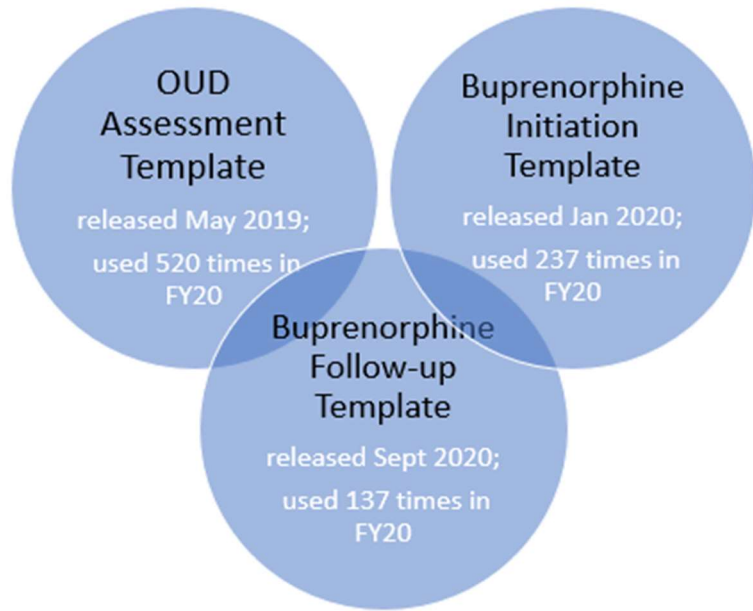 OUD
Assessment
Template
released May 2019;
used 520 times in
FY20
Buprenorphine
Initiation
Template
released Jan 2020;
used 237 times in
FY20
Buprenorphine
Follow-up
Template
released Sept 2020;
used 137 times in
FY20